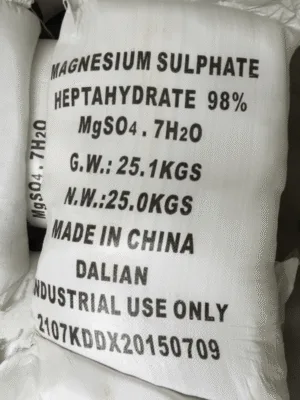 MAGNESIUM SULPHATE
HEPTAHYDRATE 98%
MgSO4 . 7H2O
G.W.: 25.1KGS
N.W.:25.0KGS
MADE IN CHINA
DALIAN
INDUSTRIAL USE ONLY
2107KDDX20150709
MgSO4 . 7H2O